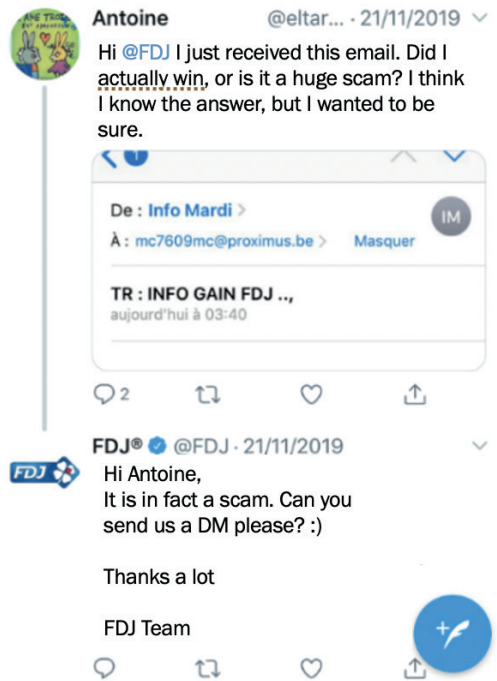 Antoine @eltar... · 21/11/2019
Hi @FDJ I just received this email. Did I
actually win, or is it a huge scam? I think
I know the answer, but I wanted to be
sure.
1
De : Info Mardi >
IM
À : mc7609mc@proximus.be > Masquer
TR : INFO GAIN FDJ ..,
aujourd'hui à 03:40
2
FDJ® @FDJ · 21/11/2019
FDJ
Hi Antoine,
It is in fact a scam. Can you
send us a DM please? :)
Thanks a lot
FDJ Team